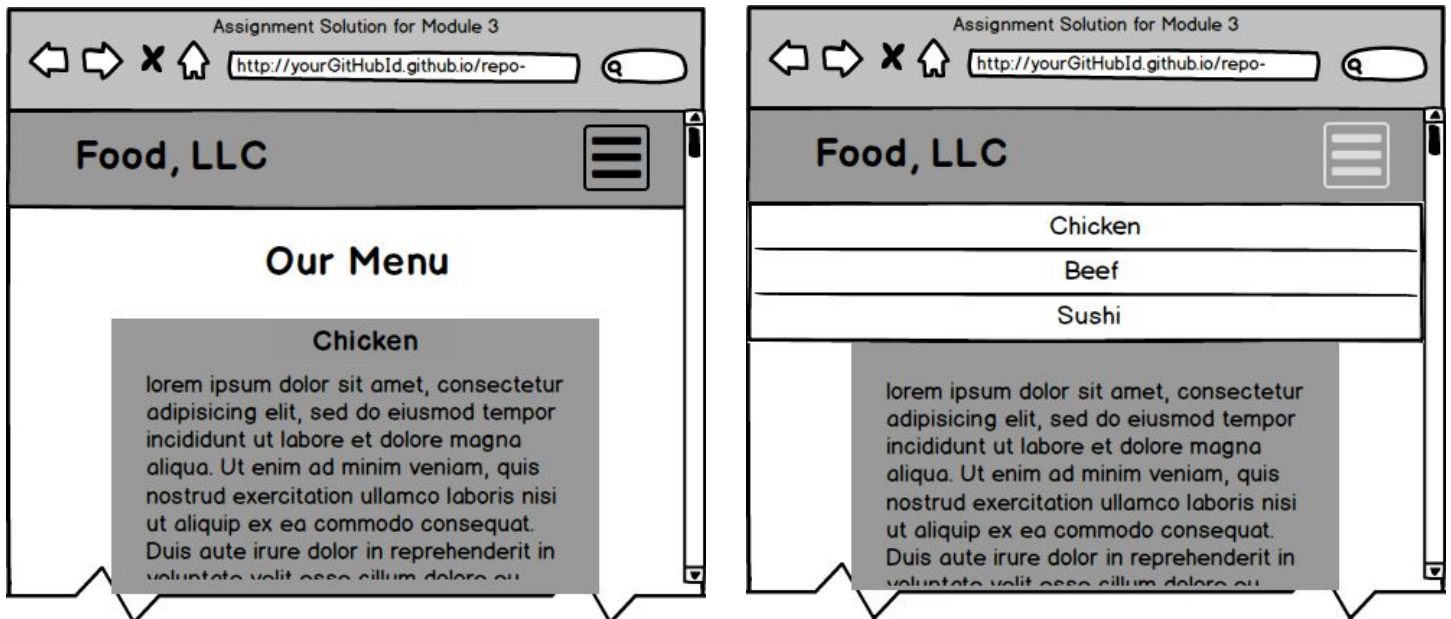 Assignment Solution for Module 3
http://yourGitHubId.github.io/repo-
Food, LLC
Our Menu
Chicken
lorem ipsum dolor sit amet, consectetur
adipisicing elit, sed do eiusmod tempor
incididunt ut labore et dolore magna
aliqua. Ut enim ad minim veniam, quis
nostrud exercitation ullamco laboris nisi
ut aliquip ex ea commodo consequat.
Duis aute irure dolor in reprehenderit in
Assignment Solution for Module 3
http://yourGitHubId.github.io/repo-
Food, LLC
Chicken
Beef
Sushi
lorem ipsum dolor sit amet, consectetur
adipisicing elit, sed do eiusmod tempor
incididunt ut labore et dolore magna
aliqua. Ut enim ad minim veniam, quis
nostrud exercitation ullamco laboris nisi
ut aliquip ex ea commodo consequat.
Duis aute irure dolor in reprehenderit in